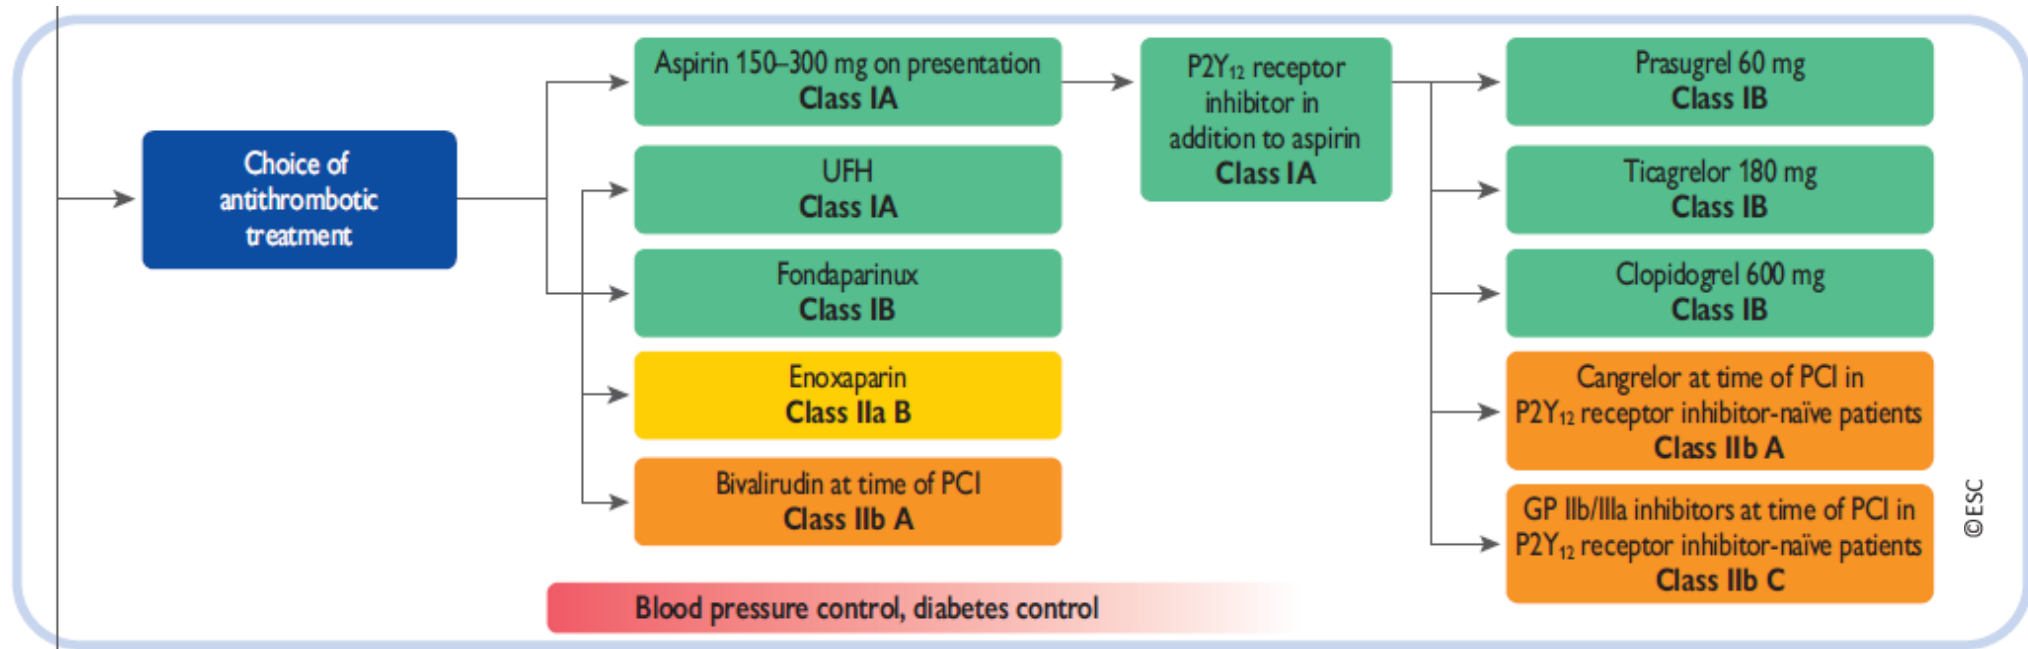 Choice of
antithrombotic
treatment
Aspirin 150–300 mg on presentation
Class IA
UFH
Class IA
Fondaparinux
Class IB
Enoxaparin
Class IIa B
Bivalirudin at time of PCI
Class IIb A
P2Y₁₂ receptor
inhibitor in
addition to aspirin
Class IA
Prasugrel 60 mg
Class IB
Ticagrelor 180 mg
Class IB
Clopidogrel 600 mg
Class IB
Cangrelor at time of PCI in
P2Y₁₂ receptor inhibitor-naïve patients
Class IIb A
GP IIb/IIIa inhibitors at time of PCI in
P2Y₁₂ receptor inhibitor-naïve patients
Class IIb C
Blood pressure control, diabetes control
©ESC